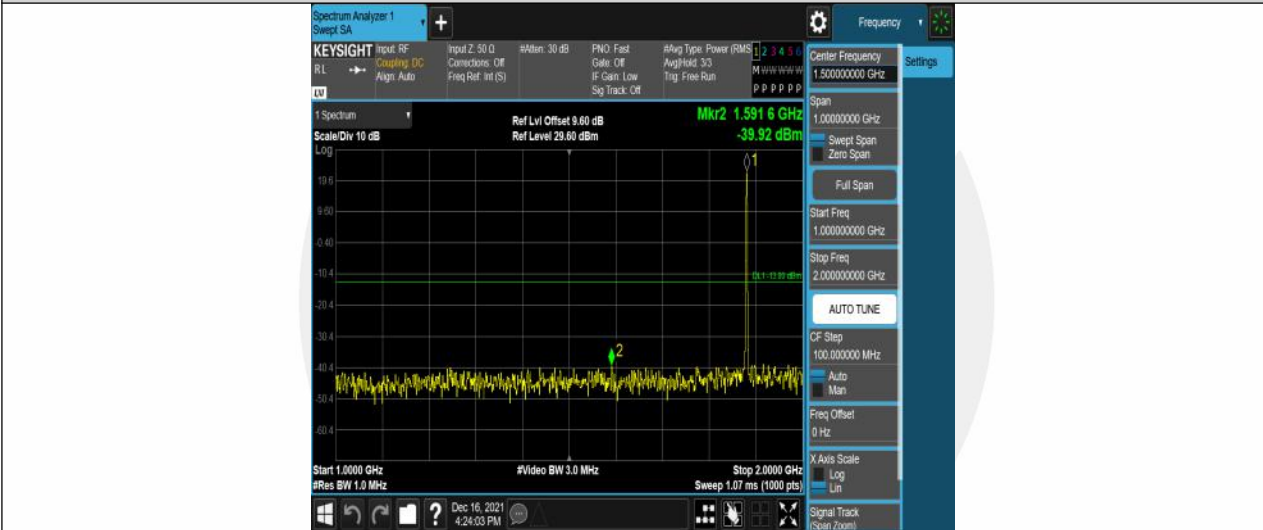 Spectrum Analyzer 1
Swept SA
+
Frequency
KEYSIGHT
RL
LV
Input: RF
Coupling: DC
Align: Auto
Input Z: 50 Ω
Corrections: Off
Freq Ref: Int (S)
#Atten: 30 dB
PNO: Fast
Gate: Off
IF Gain: Low
Sig Track: Off
#Avg Type: Power (RMS
Avg|Hold: 3/3
Trig: Free Run
1 2 3 4 5 6
M W W W W W
P P P P P P
1 Spectrum
Scale/Div 10 dB
Log
Ref Lvl Offset 9.60 dB
Ref Level 29.60 dBm
Mkr2 1.591 6 GHz
-39.92 dBm
1
19.6
9.60
-0.40
-10.4
DL1 -13.00 dBm
-20.4
-30.4
2
-40.4
-50.4
-60.4
Start 1.0000 GHz
#Res BW 1.0 MHz
#Video BW 3.0 MHz
Stop 2.0000 GHz
Sweep 1.07 ms (1000 pts)
?
Dec 16, 2021
4:24:03 PM
Center Frequency
1.500000000 GHz
Settings
Span
1.00000000 GHz
Swept Span
Zero Span
Full Span
Start Freq
1.000000000 GHz
Stop Freq
2.000000000 GHz
AUTO TUNE
CF Step
100.000000 MHz
Auto
Man
Freq Offset
0 Hz
X Axis Scale
Log
Lin
Signal Track
(Span Zoom)